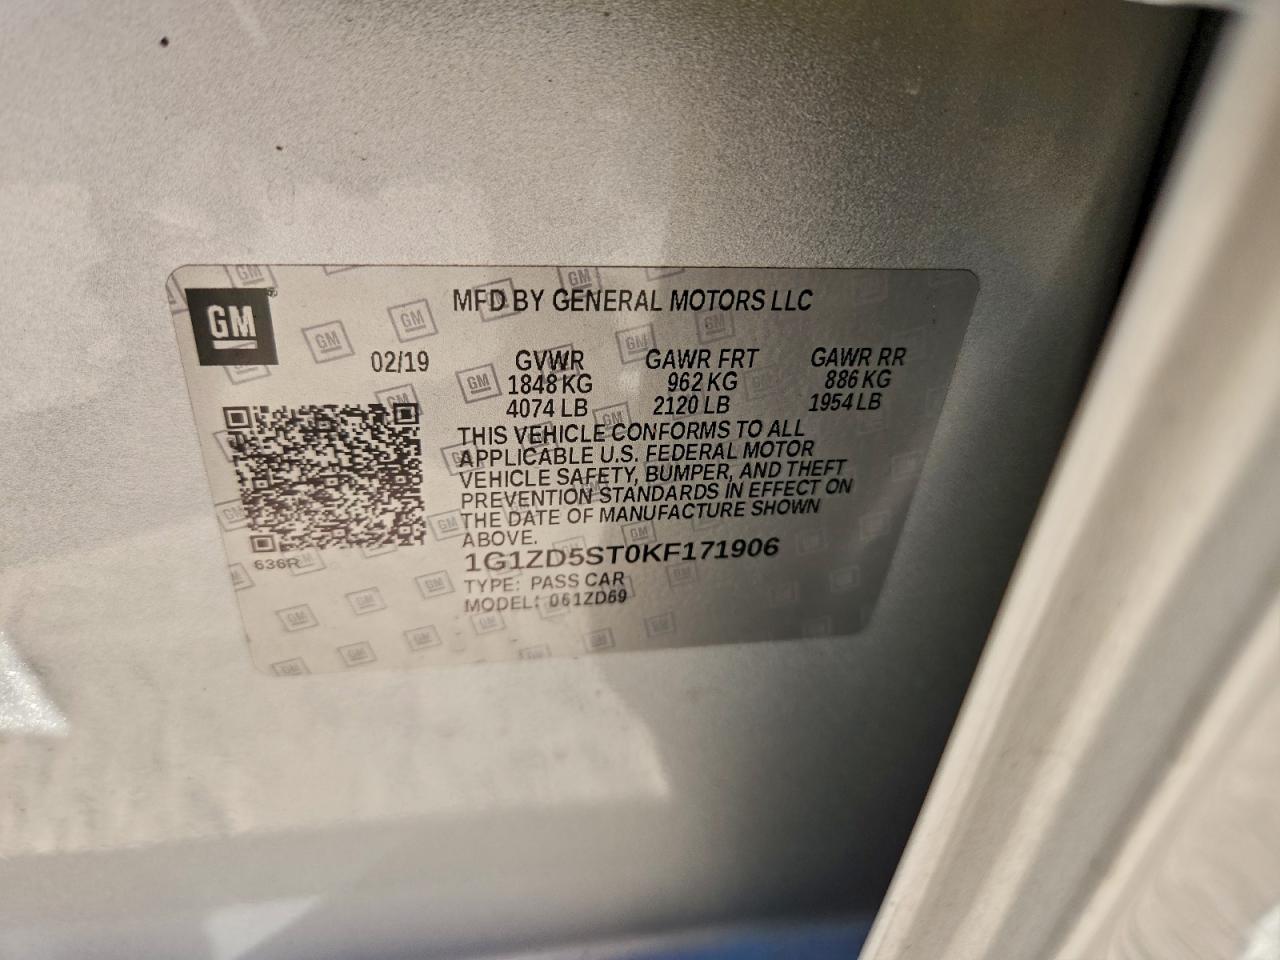 GM
MFD BY GENERAL MOTORS LLC
02/19 GVWR GAWR FRT GAWR RR
1848 KG 962 KG 886 KG
4074 LB 2120 LB 1954 LB
THIS VEHICLE CONFORMS TO ALL
APPLICABLE U.S. FEDERAL MOTOR
VEHICLE SAFETY, BUMPER, AND THEFT
PREVENTION STANDARDS IN EFFECT ON
THE DATE OF MANUFACTURE SHOWN
ABOVE.
1G1ZD5ST0KF171906
636R
TYPE: PASS CAR
MODEL: 061ZD69